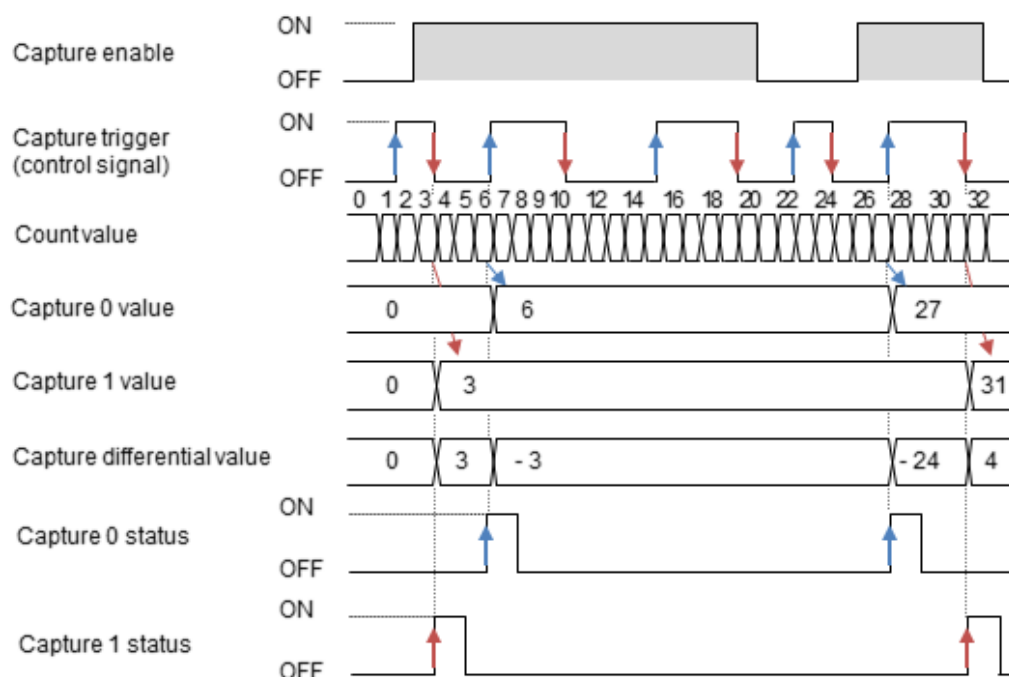 Capture enable
ON
OFF
Capture trigger
(control signal)
ON
OFF
0 1 2 3 4 5 6 7 8 9 10 12 14 16 18 20 22 24 26 28 30 32
Count value
Capture 0 value
0 6 27
Capture 1 value
0 3 31
Capture differential value
0 3 - 3 - 24 4
Capture 0 status
ON
OFF
Capture 1 status
ON
OFF